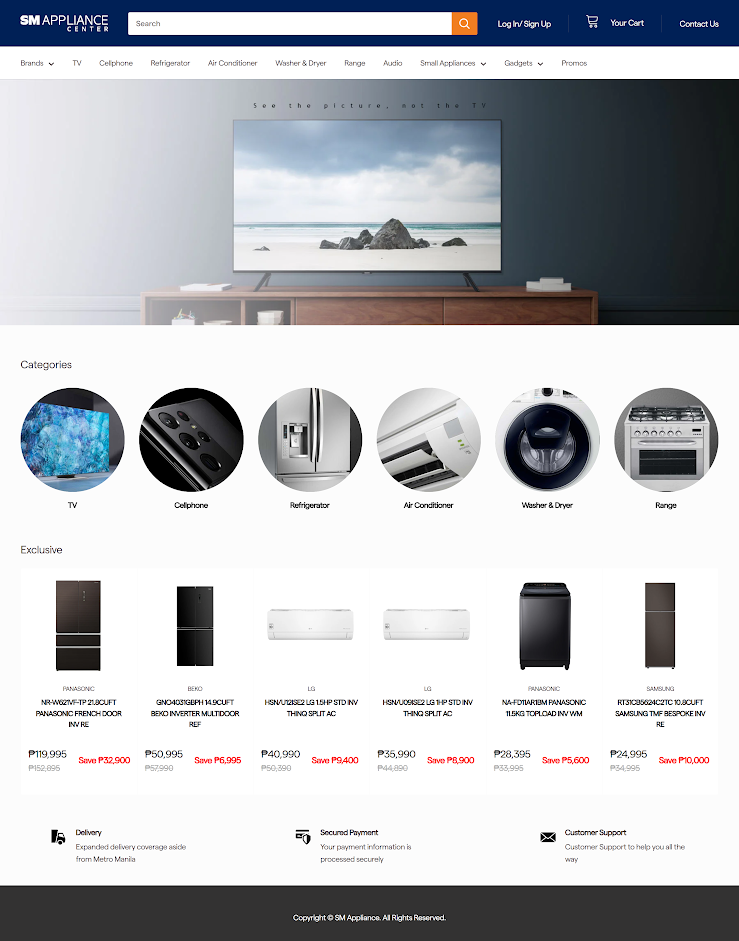 SM APPLIANCE
CENTER
Search
Log In/ Sign Up
Your Cart
Contact Us
Brands
TV
Cellphone
Refrigerator
Air Conditioner
Washer & Dryer
Range
Audio
Small Appliances
Gadgets
Promos
See the picture, not the TV
Categories
TV
Cellphone
Refrigerator
Air Conditioner
Washer & Dryer
Range
Exclusive
PANASONIC
NR-W621VF-TP 21.8CUFT
PANASONIC FRENCH DOOR
INV RE
₱119,995
₱152,895
Save ₱32,900
BEKO
GNO4031GBPH 14.9CUFT
BEKO INVERTER MULTIDOOR
REF
₱50,995
₱57,990
Save ₱6,995
LG
HSN/U12ISE2 LG 1.5HP STD INV
THINQ SPLIT AC
₱40,990
₱50,390
Save ₱9,400
LG
HSN/U09ISE2 LG 1HP STD INV
THINQ SPLIT AC
₱35,990
₱44,890
Save ₱8,900
PANASONIC
NA-FD11AR1BM PANASONIC
11.5KG TOPLOAD INV WM
₱28,395
₱33,995
Save ₱5,600
SAMSUNG
RT31CB5624C2TC 10.8CUFT
SAMSUNG TMF BESPOKE INV
RE
₱24,995
₱34,995
Save ₱10,000
Delivery
Expanded delivery coverage aside
from Metro Manila
Secured Payment
Your payment information is
processed securely
Customer Support
Customer Support to help you all the
way
Copyright © SM Appliance. All Rights Reserved.